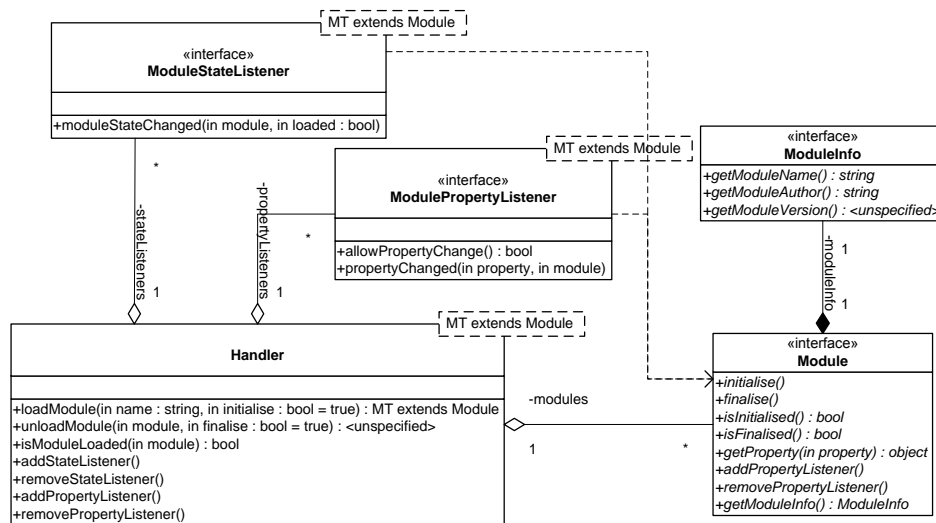 MT extends Module
«interface»
ModuleStateListener
+moduleStateChanged(in module, in loaded : bool)
MT extends Module
«interface»
ModulePropertyListener
+allowPropertyChange() : bool
+propertyChanged(in property, in module)
«interface»
ModuleInfo
+getModuleName() : string
+getModuleAuthor() : string
+getModuleVersion() : <unspecified>
*
-stateListeners
1
-propertyListeners
*
1
1
-moduleInfo
1
MT extends Module
Handler
+loadModule(in name : string, in initialise : bool = true) : MT extends Module
+unloadModule(in module, in finalise : bool = true) : <unspecified>
+isModuleLoaded(in module) : bool
+addStateListener()
+removeStateListener()
+addPropertyListener()
+removePropertyListener()
-modules
1
*
«interface»
Module
+initialise()
+finalise()
+isInitialised() : bool
+isFinalised() : bool
+getProperty(in property) : object
+addPropertyListener()
+removePropertyListener()
+getModuleInfo() : ModuleInfo